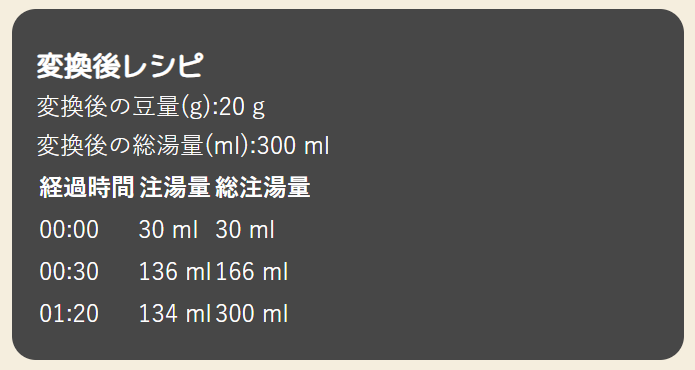 変換後レシピ
変換後の豆量(g):20 g
変換後の総湯量(ml):300 ml
経過時間 注湯量 総注湯量
00:00 30 ml 30 ml
00:30 136 ml 166 ml
01:20 134 ml 300 ml